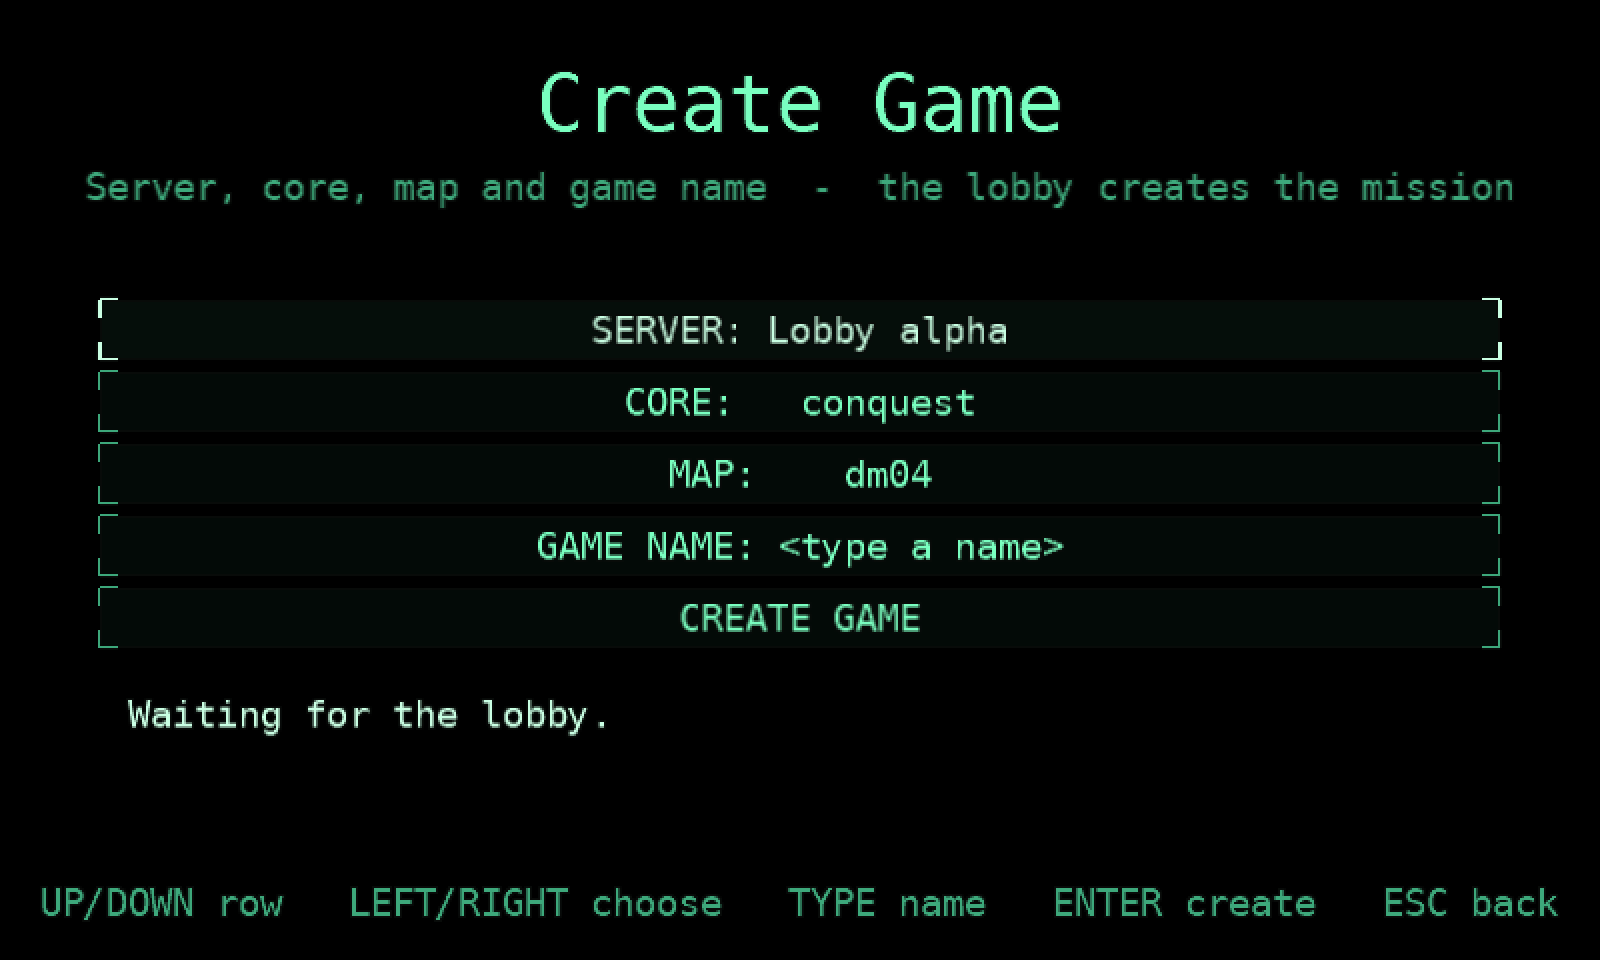 Create Game
Server, core, map and game name  -  the lobby creates the mission
SERVER: Lobby alpha
CORE:   conquest
MAP:    dm04
GAME NAME: <type a name>
CREATE GAME
Waiting for the lobby.
UP/DOWN row   LEFT/RIGHT choose   TYPE name   ENTER create   ESC back